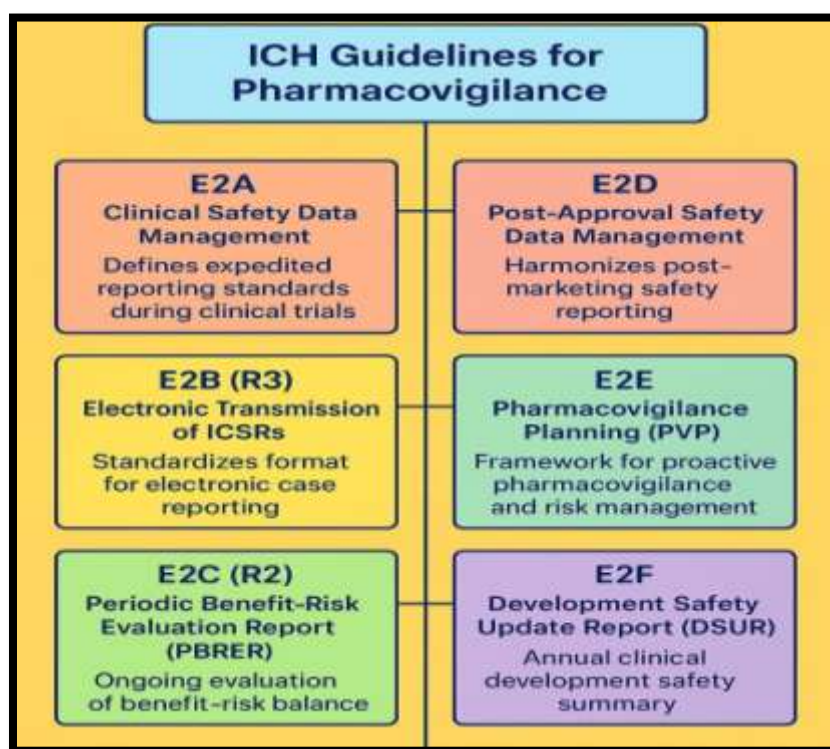 ICH Guidelines for
Pharmacovigilance
E2A
Clinical Safety Data
Management
Defines expedited
reporting standards
during clinical trials
E2D
Post-Approval Safety
Data Management
Harmonizes post-
marketing safety
reporting
E2B (R3)
Electronic Transmission
of ICSRs
Standardizes format
for electronic case
reporting
E2E
Pharmacovigilance
Planning (PVP)
Framework for proactive
pharmacovigilance
and risk management
E2C (R2)
Periodic Benefit-Risk
Evaluation Report
(PBRER)
Ongoing evaluation
of benefit-risk balance
E2F
Development Safety
Update Report (DSUR)
Annual clinical
development safety
summary